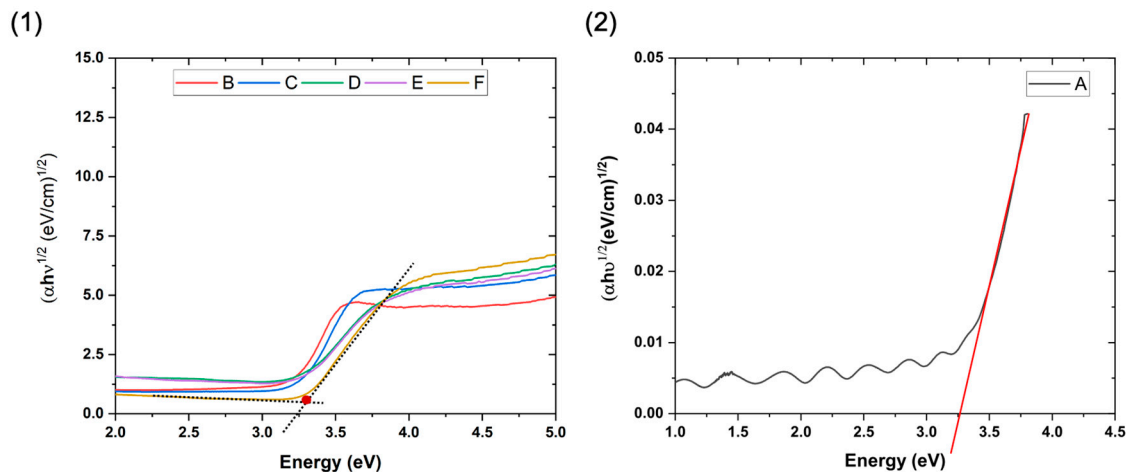 (1)
(αhν^1/2 (eV/cm)^1/2)
15.0
12.5
10.0
7.5
5.0
2.5
0.0
B C D E F
2.0 2.5 3.0 3.5 4.0 4.5 5.0
Energy (eV)
(2)
(αhυ^1/2(eV/cm)^1/2)
0.05
0.04
0.03
0.02
0.01
0.00
A
1.0 1.5 2.0 2.5 3.0 3.5 4.0 4.5
Energy (eV)